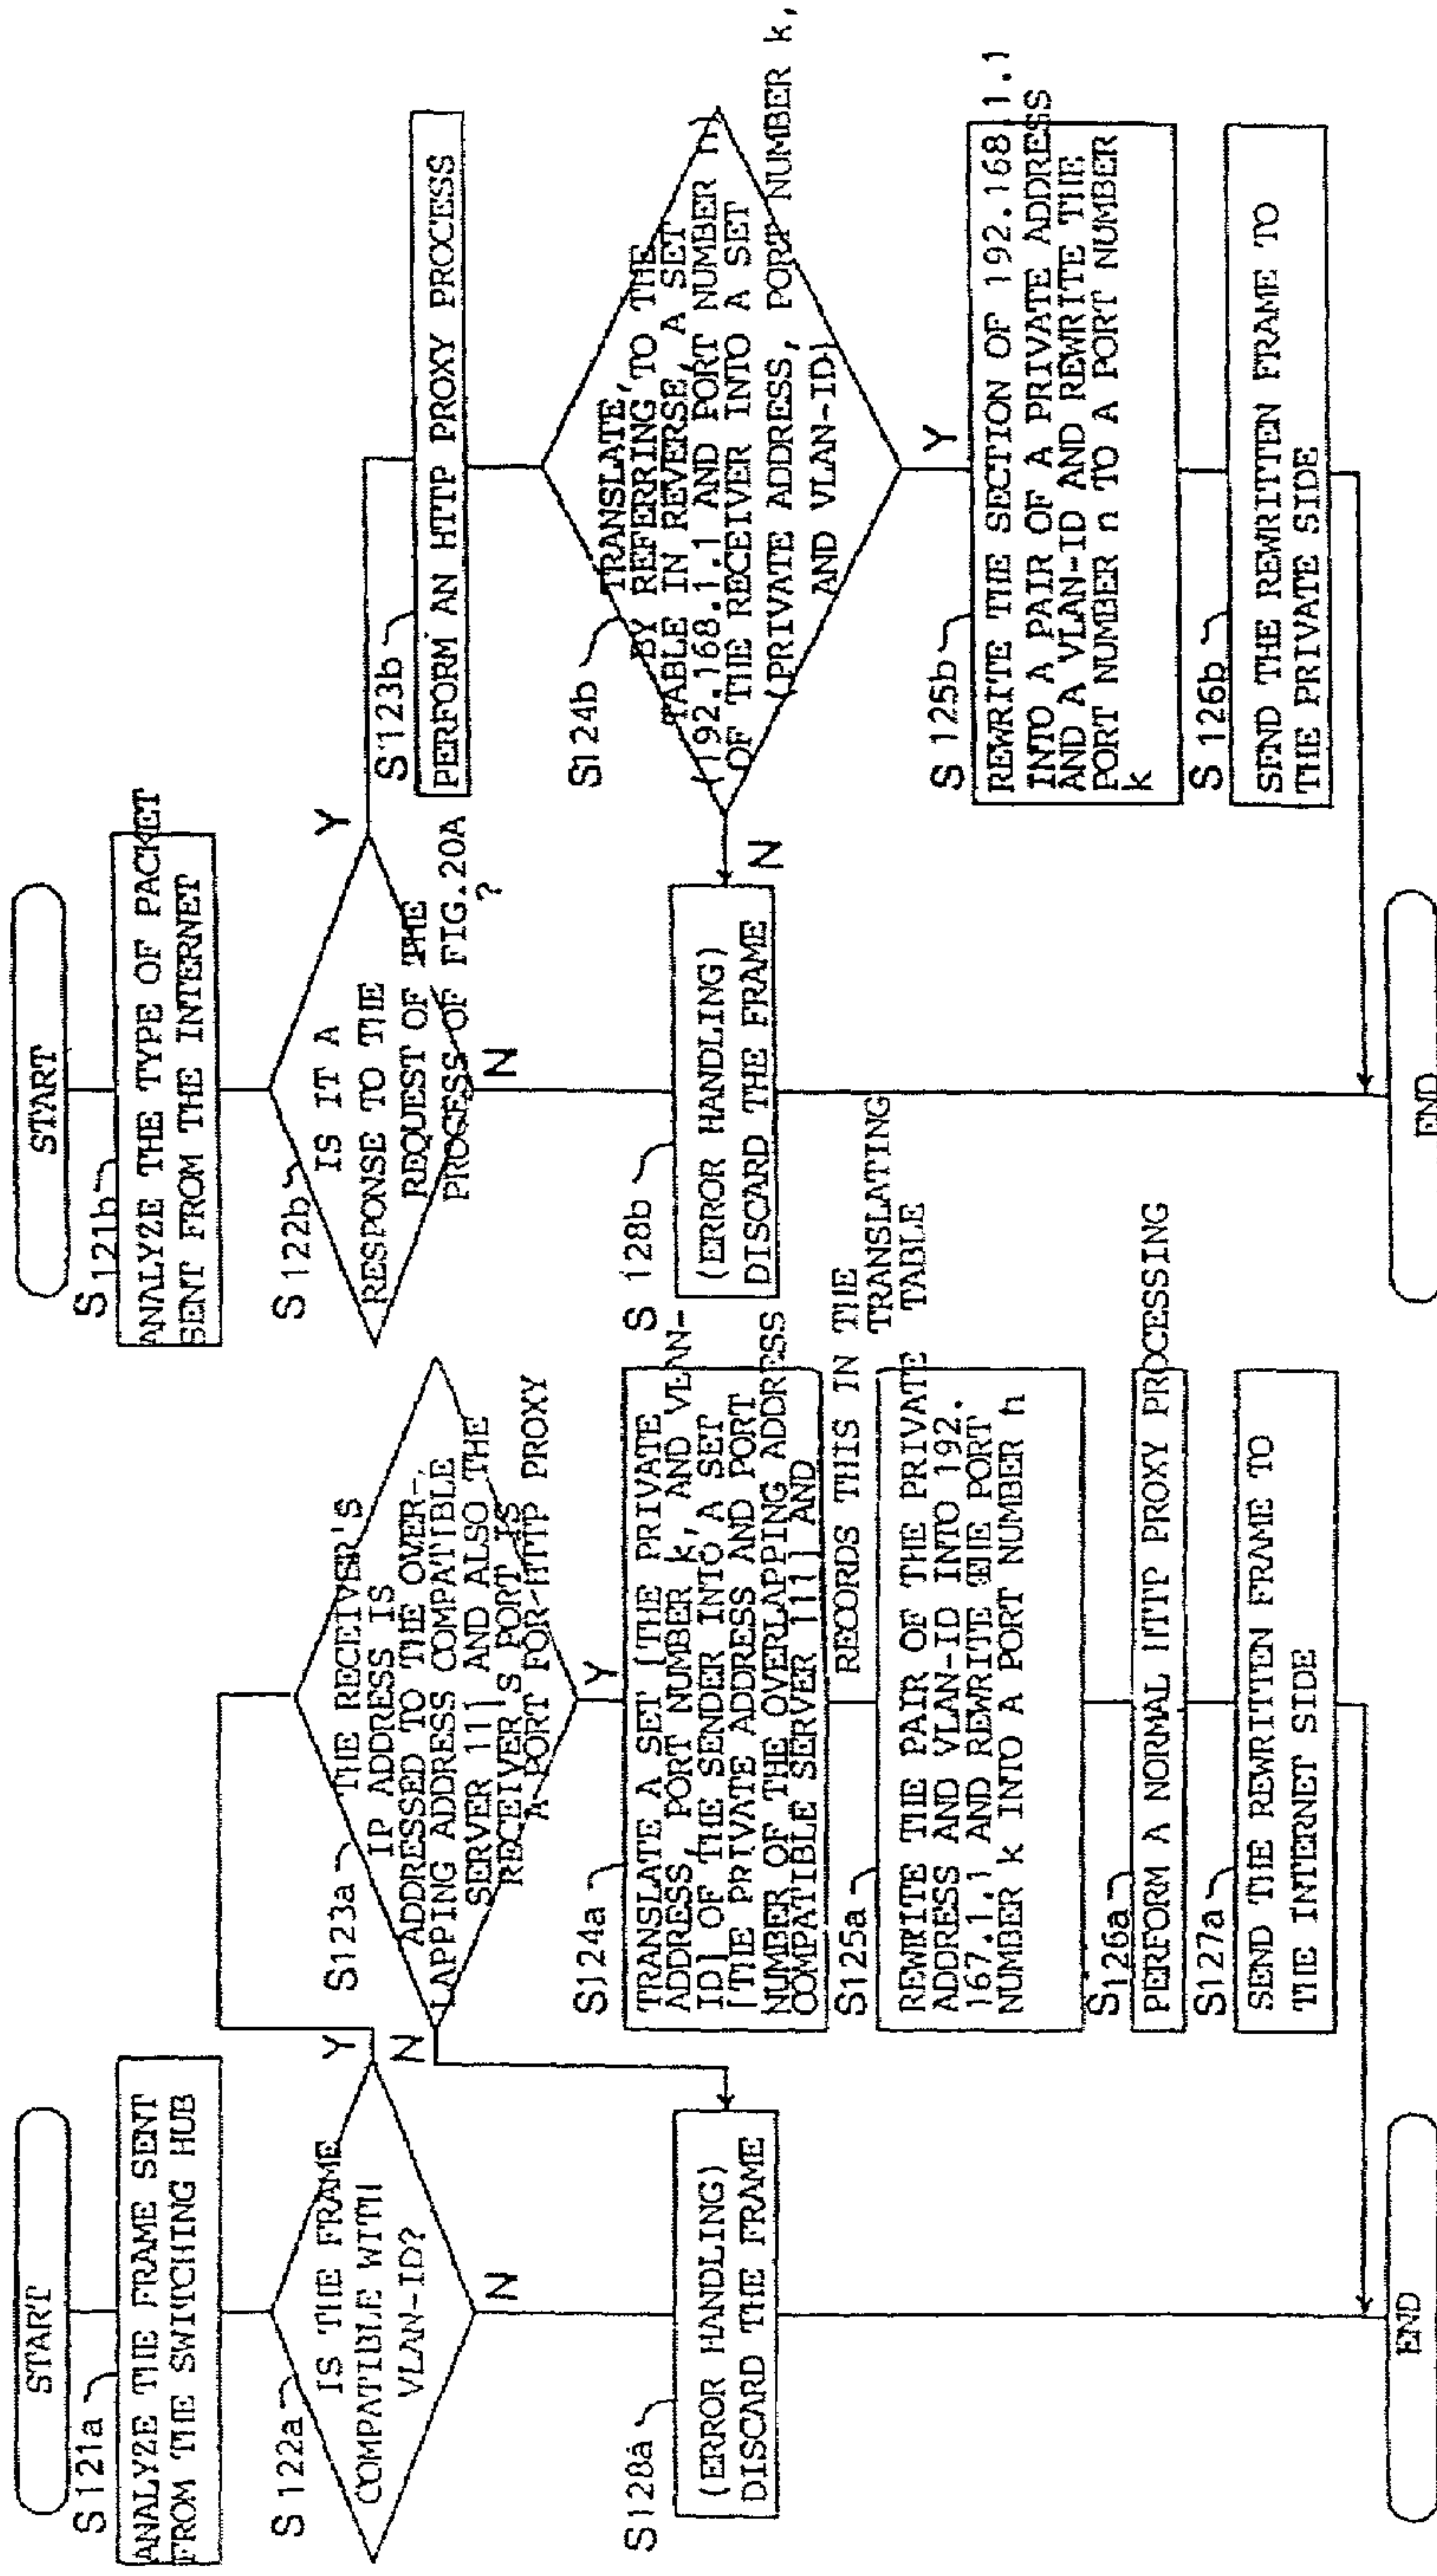 START
S 121a
ANALYZE THE FRAME SENT
FROM THE SWITCHING HUB
S 122a
IS THE FRAME
COMPATIBLE WITH
VLAN-ID?
Y
N
S123a
THE RECEIVER'S
IP ADDRESS IS
ADDRESSED TO THE OVER-
LAPPING ADDRESS COMPATIBLE
SERVER 111 AND ALSO THE
RECEIVER'S PORT IS
A PORT FOR HTTP PROXY
N
Y
S124a
TRANSLATE A SET [THE PRIVATE
ADDRESS, PORT NUMBER k, AND VLAN-
ID] OF THE SENDER INTO A SET
[THE PRIVATE ADDRESS AND PORT
NUMBER OF THE OVERLAPPING ADDRESS
COMPATIBLE SERVER 111] AND
RECORDS THIS IN THE
TRANSLATING
TABLE
S125a
REWRITE THE PAIR OF THE PRIVATE
ADDRESS AND VLAN-ID INTO 192.
167.1.1 AND REWRITE THE PORT
NUMBER k INTO A PORT NUMBER n
S126a
PERFORM A NORMAL HTTP PROXY PROCESSING
S127a
SEND THE REWRITTEN FRAME TO
THE INTERNET SIDE
S128a
(ERROR HANDLING)
DISCARD THE FRAME
END
START
S 121b
ANALYZE THE TYPE OF PACKET
SENT FROM THE INTERNET
S 122b
IS IT A
RESPONSE TO THE
REQUEST OF THE
PROCESS OF FIG.20A
?
Y
N
S 123b
PERFORM AN HTTP PROXY PROCESS
S124b
TRANSLATE,
BY REFERRING TO THE
TABLE IN REVERSE, A SET
(192.168.1.1 AND PORT NUMBER n)
OF THE RECEIVER INTO A SET
(PRIVATE ADDRESS, PORT NUMBER k,
AND VLAN-ID)
N
Y
S 125b
REWRITE THE SECTION OF 192.168.1.1
INTO A PAIR OF A PRIVATE ADDRESS
AND A VLAN-ID AND REWRITE THE
PORT NUMBER n TO A PORT NUMBER
k
S 126b
SEND THE REWRITTEN FRAME TO
THE PRIVATE SIDE
S 128b
(ERROR HANDLING)
DISCARD THE FRAME
END